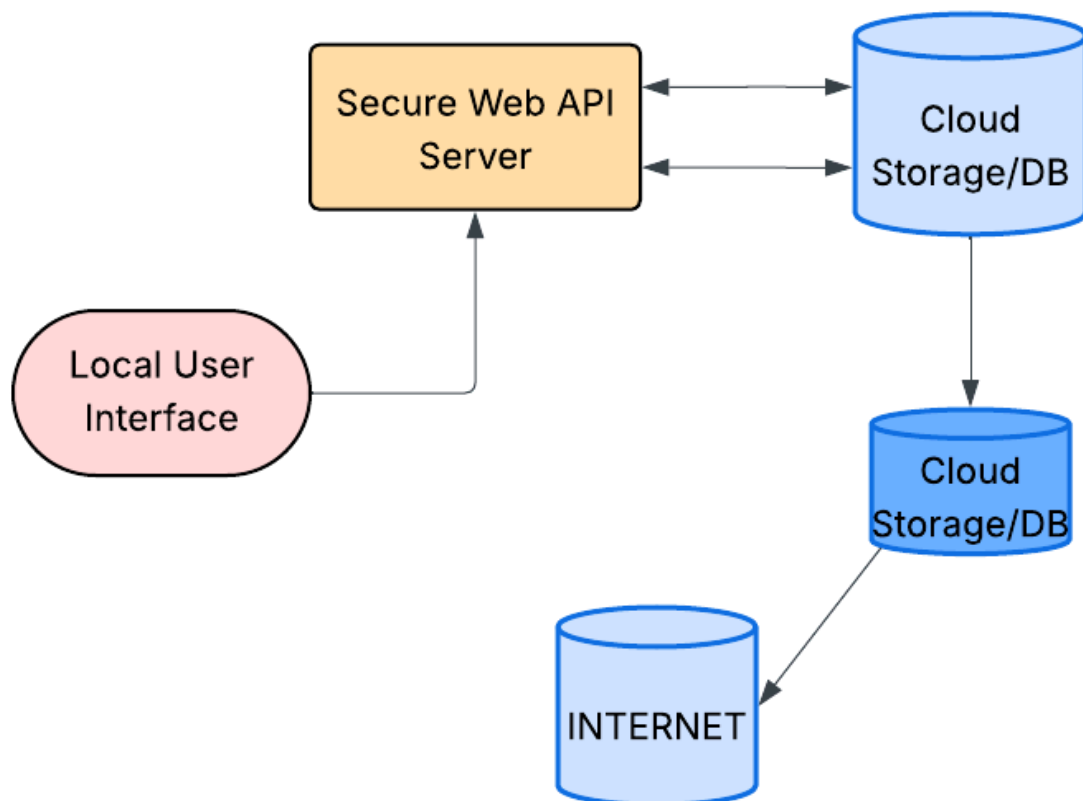 Secure Web API
Server
Cloud
Storage/DB
Local User
Interface
Cloud
Storage/DB
INTERNET